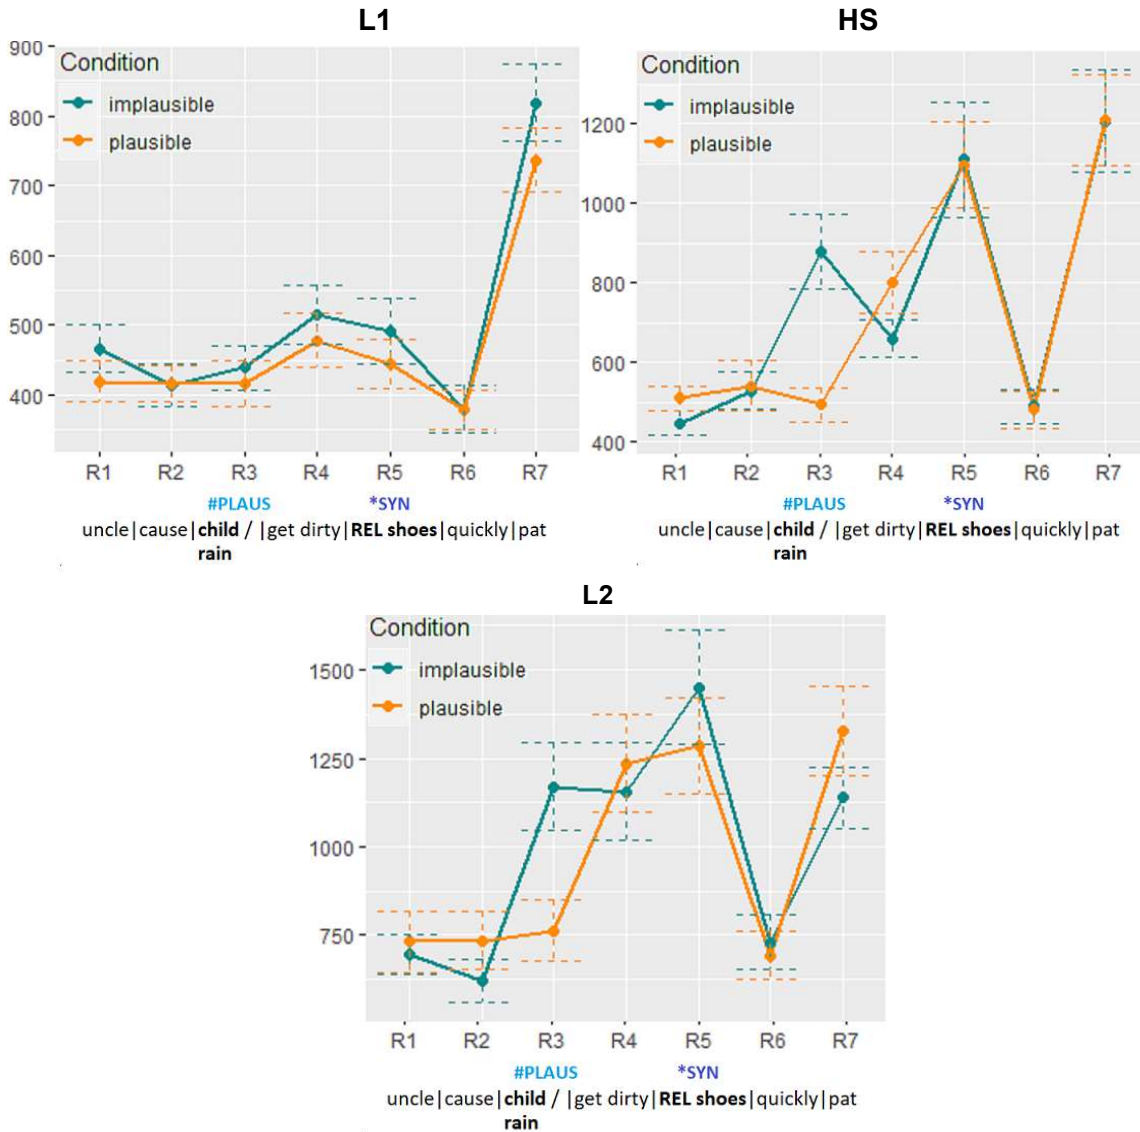 L1
900
800
700
600
500
400
Condition
implausible
plausible
R1 R2 R3 R4 R5 R6 R7
#PLAUS *SYN
uncle|cause|child / |get dirty|REL shoes|quickly|pat
rain
HS
1200
1000
800
600
400
Condition
implausible
plausible
R1 R2 R3 R4 R5 R6 R7
#PLAUS *SYN
uncle|cause|child / |get dirty|REL shoes|quickly|pat
rain
L2
1500
1250
1000
750
Condition
implausible
plausible
R1 R2 R3 R4 R5 R6 R7
#PLAUS *SYN
uncle|cause|child / |get dirty|REL shoes|quickly|pat
rain